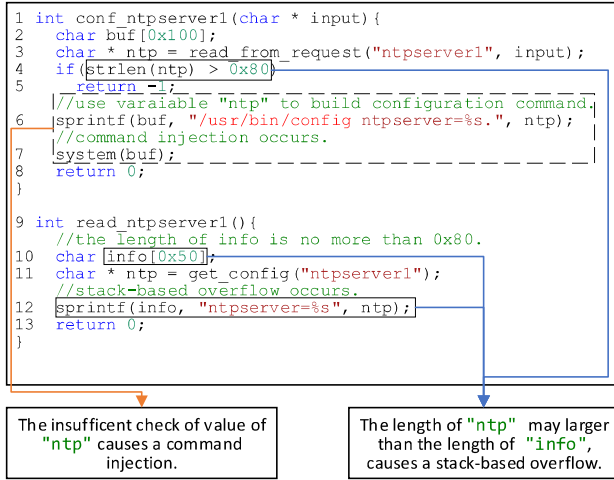 1 int conf_ntpserver1(char * input){
2 char buf[0x100];
3 char * ntp = read_from_request("ntpserver1", input);
4 if(strlen(ntp) > 0x80)
5 return -1;
//use varaiable "ntp" to build configuration command.
6 sprintf(buf, "/usr/bin/config ntpserver=%s.", ntp);
//command injection occurs.
7 system(buf);
8 return 0;
}
9 int read_ntpserver1(){
//the length of info is no more than 0x80.
10 char info[0x50];
11 char * ntp = get_config("ntpserver1");
//stack-based overflow occurs.
12 sprintf(info, "ntpserver=%s", ntp);
13 return 0;
}
The insufficent check of value of
"ntp" causes a command
injection.
The length of "ntp" may larger
than the length of "info",
causes a stack-based overflow.